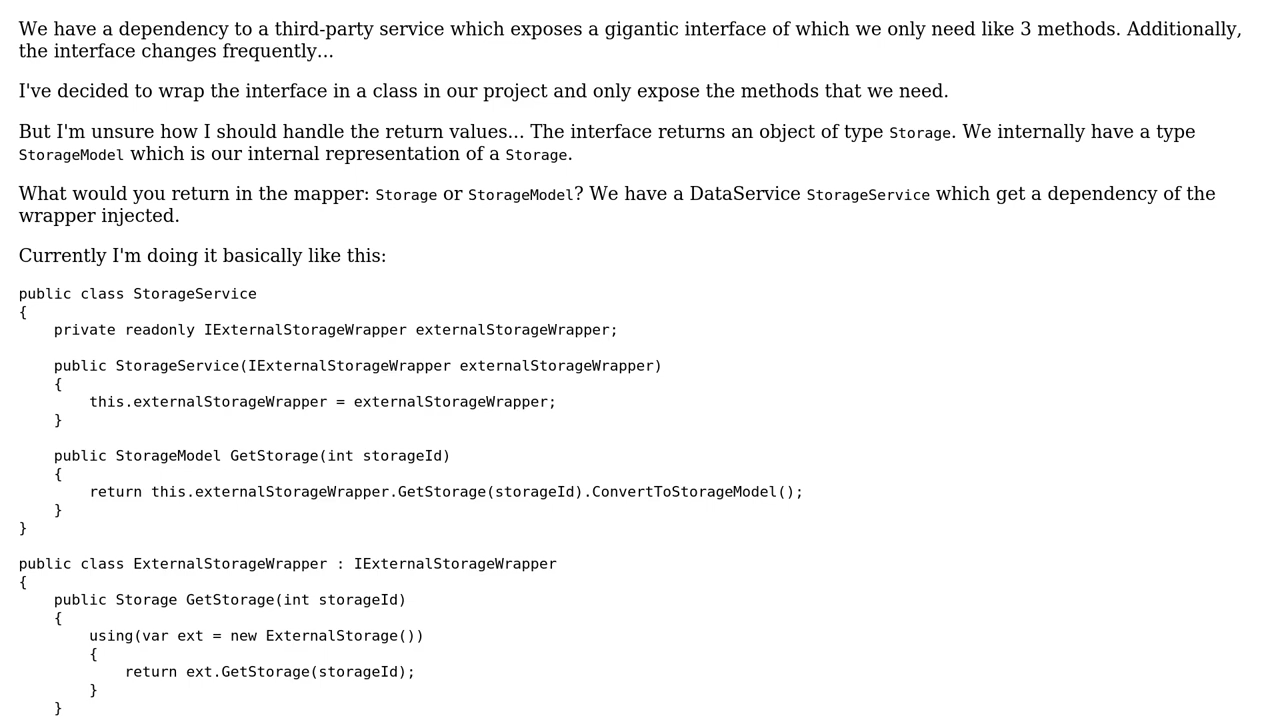 We have a dependency to a third-party service which exposes a gigantic interface of which we only need like 3 methods. Additionally,
the interface changes frequently...
I've decided to wrap the interface in a class in our project and only expose the methods that we need.
But I'm unsure how I should handle the return values... The interface returns an object of type Storage. We internally have a type
StorageModel which is our internal representation of a Storage.
What would you return in the mapper: Storage or StorageModel? We have a DataService StorageService which get a dependency of the
wrapper injected.
Currently I'm doing it basically like this:
public class StorageService
{
    private readonly IExternalStorageWrapper externalStorageWrapper;
    public StorageService(IExternalStorageWrapper externalStorageWrapper)
    {
        this.externalStorageWrapper = externalStorageWrapper;
    }
    public StorageModel GetStorage(int storageId)
    {
        return this.externalStorageWrapper.GetStorage(storageId).ConvertToStorageModel();
    }
}
public class ExternalStorageWrapper : IExternalStorageWrapper
{
    public Storage GetStorage(int storageId)
    {
        using(var ext = new ExternalStorage())
        {
            return ext.GetStorage(storageId);
        }
    }